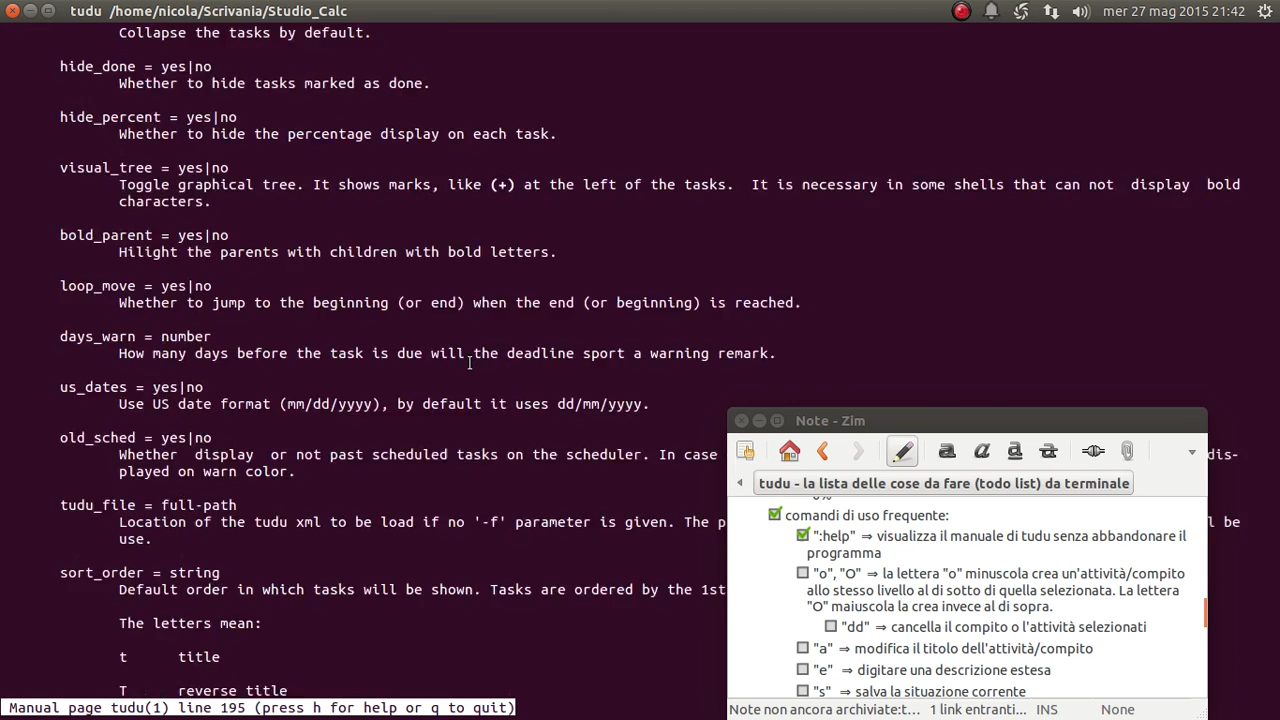 tudu /home/nicola/Scrivania/Studio_Calc
mer 27 mag 2015 21:42
Collapse the tasks by default.
hide_done = yes|no
Whether to hide tasks marked as done.
hide_percent = yes|no
Whether to hide the percentage display on each task.
visual_tree = yes|no
Toggle graphical tree. It shows marks, like (+) at the left of the tasks.  It is necessary in some shells that can not  display  bold
characters.
bold_parent = yes|no
Hilight the parents with children with bold letters.
loop_move = yes|no
Whether to jump to the beginning (or end) when the end (or beginning) is reached.
days_warn = number
How many days before the task is due will the deadline sport a warning remark.
us_dates = yes|no
Use US date format (mm/dd/yyyy), by default it uses dd/mm/yyyy.
old_sched = yes|no
Whether  display  or not past scheduled tasks on the scheduler. In case
dis-
played on warn color.
tudu_file = full-path
Location of the tudu xml to be load if no '-f' parameter is given. The p
l be
use.
sort_order = string
Default order in which tasks will be shown. Tasks are ordered by the 1st
The letters mean:
t      title
T      reverse title
Manual page tudu(1) line 195 (press h for help or q to quit)
Note - Zim
a a a a
tudu - la lista delle cose da fare (todo list) da terminale
0%
comandi di uso frequente:
":help" ⇒ visualizza il manuale di tudu senza abbandonare il
programma
"o", "O" ⇒ la lettera "o" minuscola crea un'attività/compito
allo stesso livello al di sotto di quella selezionata. La lettera
"O" maiuscola la crea invece al di sopra.
"dd" ⇒ cancella il compito o l'attività selezionati
"a" ⇒ modifica il titolo dell'attività/compito
"e" ⇒ digitare una descrizione estesa
"s" ⇒ salva la situazione corrente
Note non ancora archiviate:t... 1 link entranti... INS None